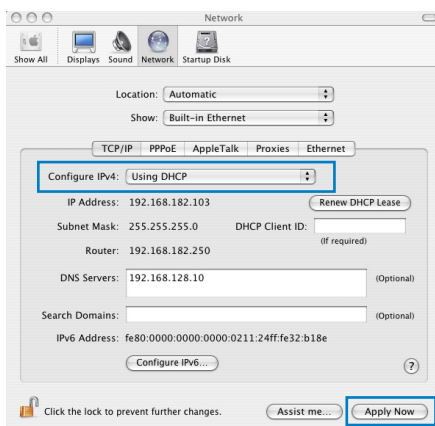 Network
Show All Displays Sound Network Startup Disk
Location: Automatic
Show: Built-in Ethernet
TCP/IP PPPoE AppleTalk Proxies Ethernet
Configure IPv4: Using DHCP
IP Address: 192.168.182.103 Renew DHCP Lease
Subnet Mask: 255.255.255.0 DHCP Client ID:
(If required)
Router: 192.168.182.250
DNS Servers: 192.168.128.10 (Optional)
Search Domains: (Optional)
IPv6 Address: fe80:0000:0000:0000:0211:24ff:fe32:b18e
Configure IPv6... ?
Click the lock to prevent further changes. Assist me... Apply Now